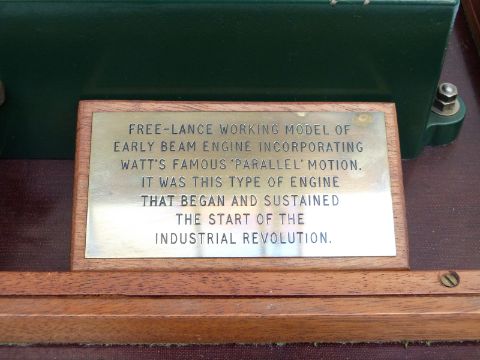 FREE-LANCE WORKING MODEL OF
EARLY BEAM ENGINE INCORPORATING
WATT'S FAMOUS 'PARALLEL' MOTION.
IT WAS THIS TYPE OF ENGINE
THAT BEGAN AND SUSTAINED
THE START OF THE
INDUSTRIAL REVOLUTION.